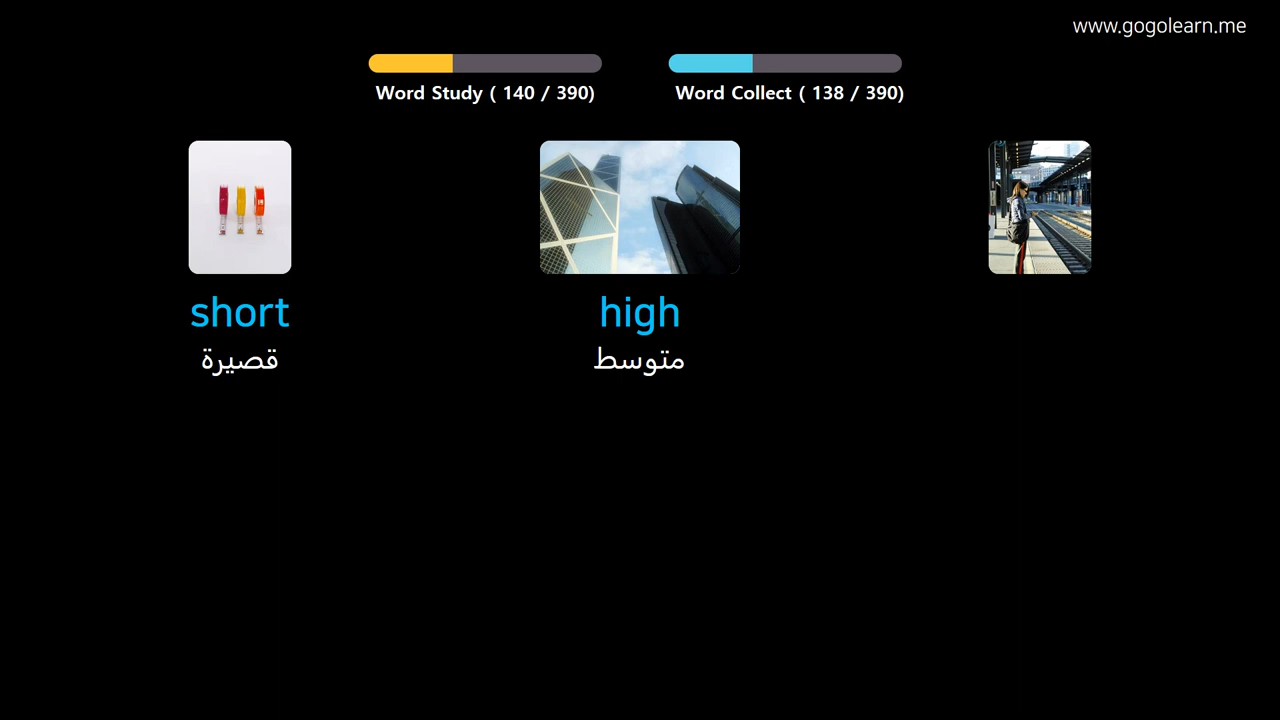 www.gogolearn.me
Word Study ( 140 / 390)
Word Collect ( 138 / 390)
short
قصيرة
high
متوسط